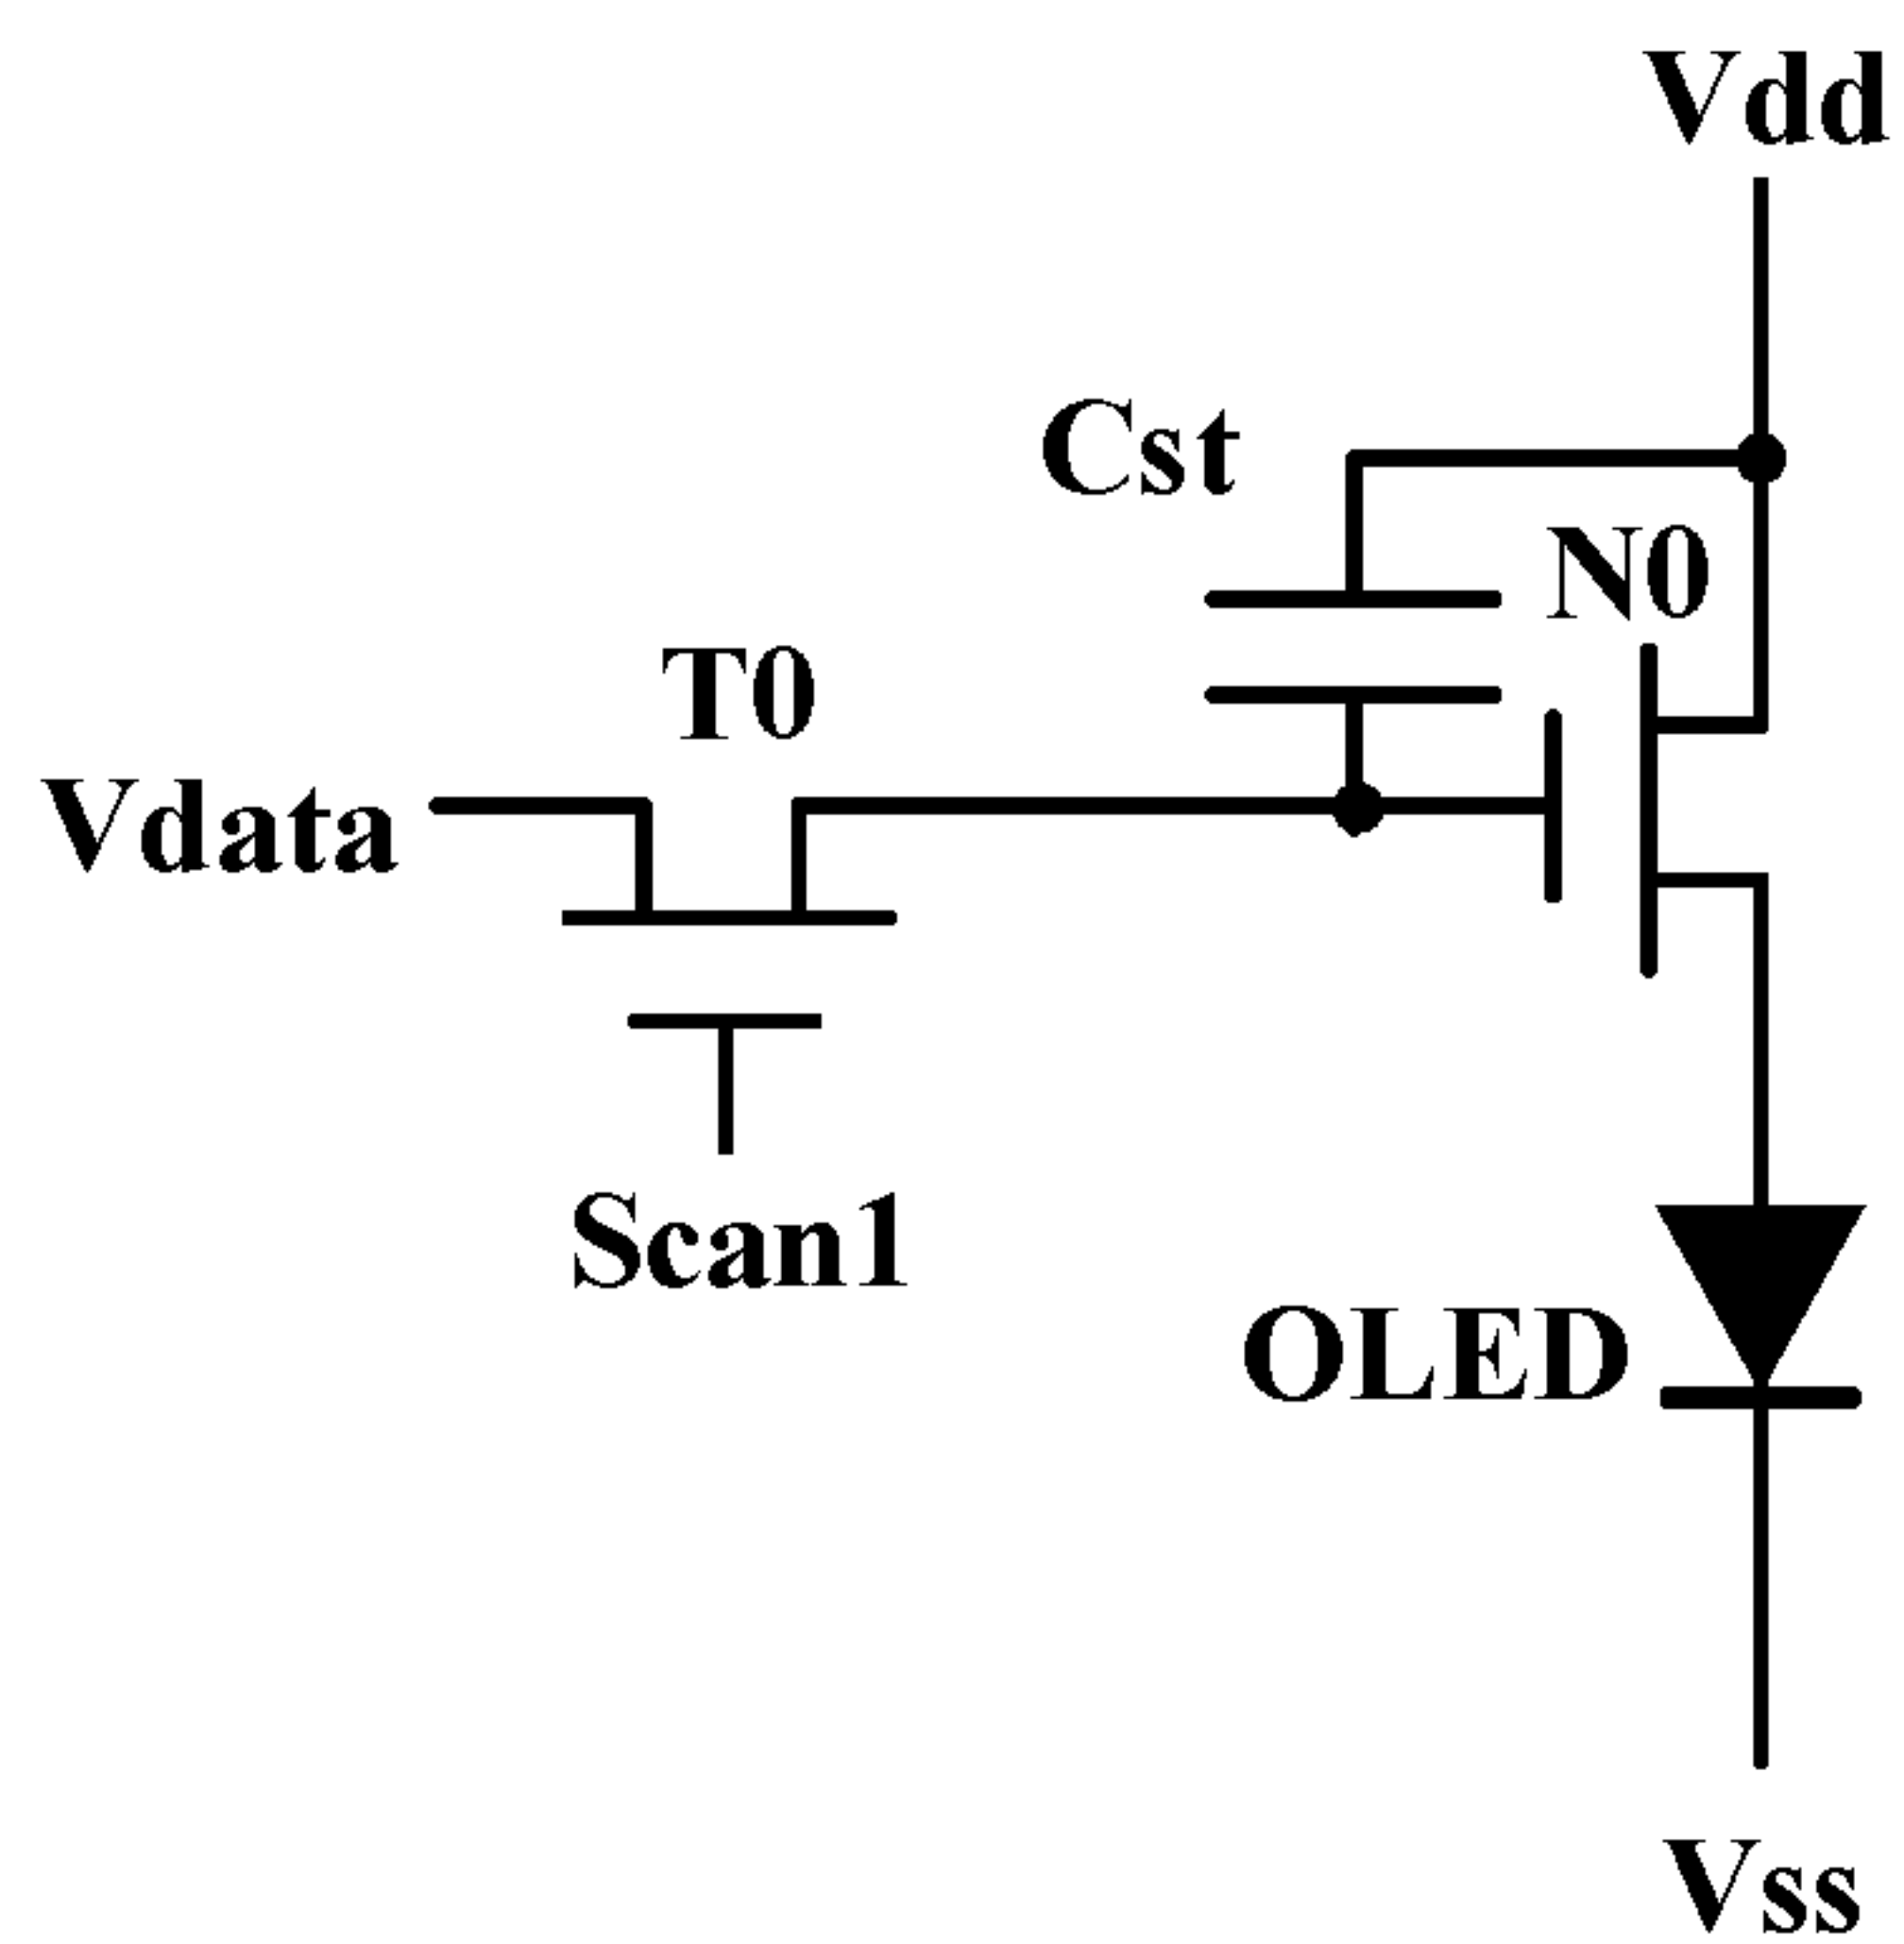 Vdd
Cst
N0
T0
Vdata
Scan1
OLED
Vss